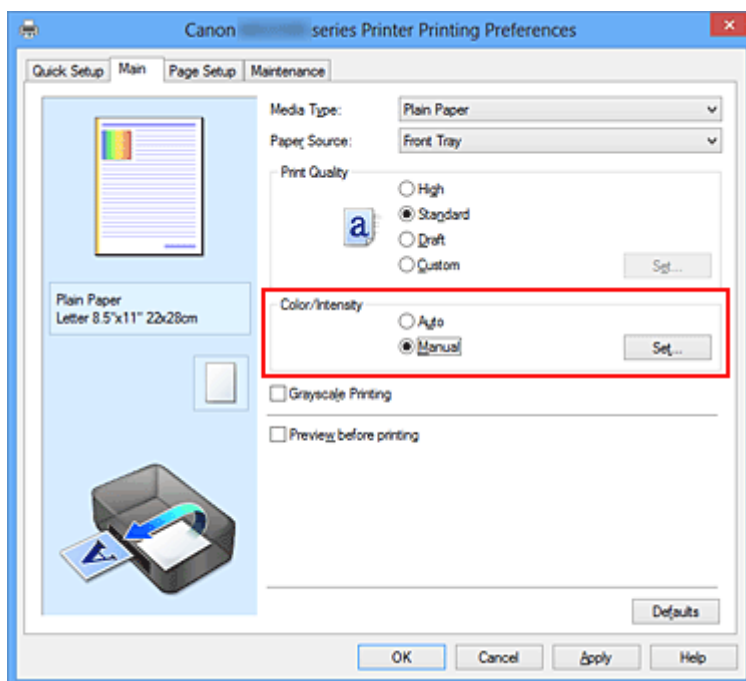 Canon series Printer Printing Preferences
Quick Setup Main Page Setup Maintenance
Media Type: Plain Paper
Paper Source: Front Tray
Print Quality
High
a Standard
Draft
Custom Set...
Plain Paper
Letter 8.5"x11" 22x28cm
Color/Intensity
Auto
Manual Set...
Grayscale Printing
Preview before printing
A
Defaults
OK Cancel Apply Help